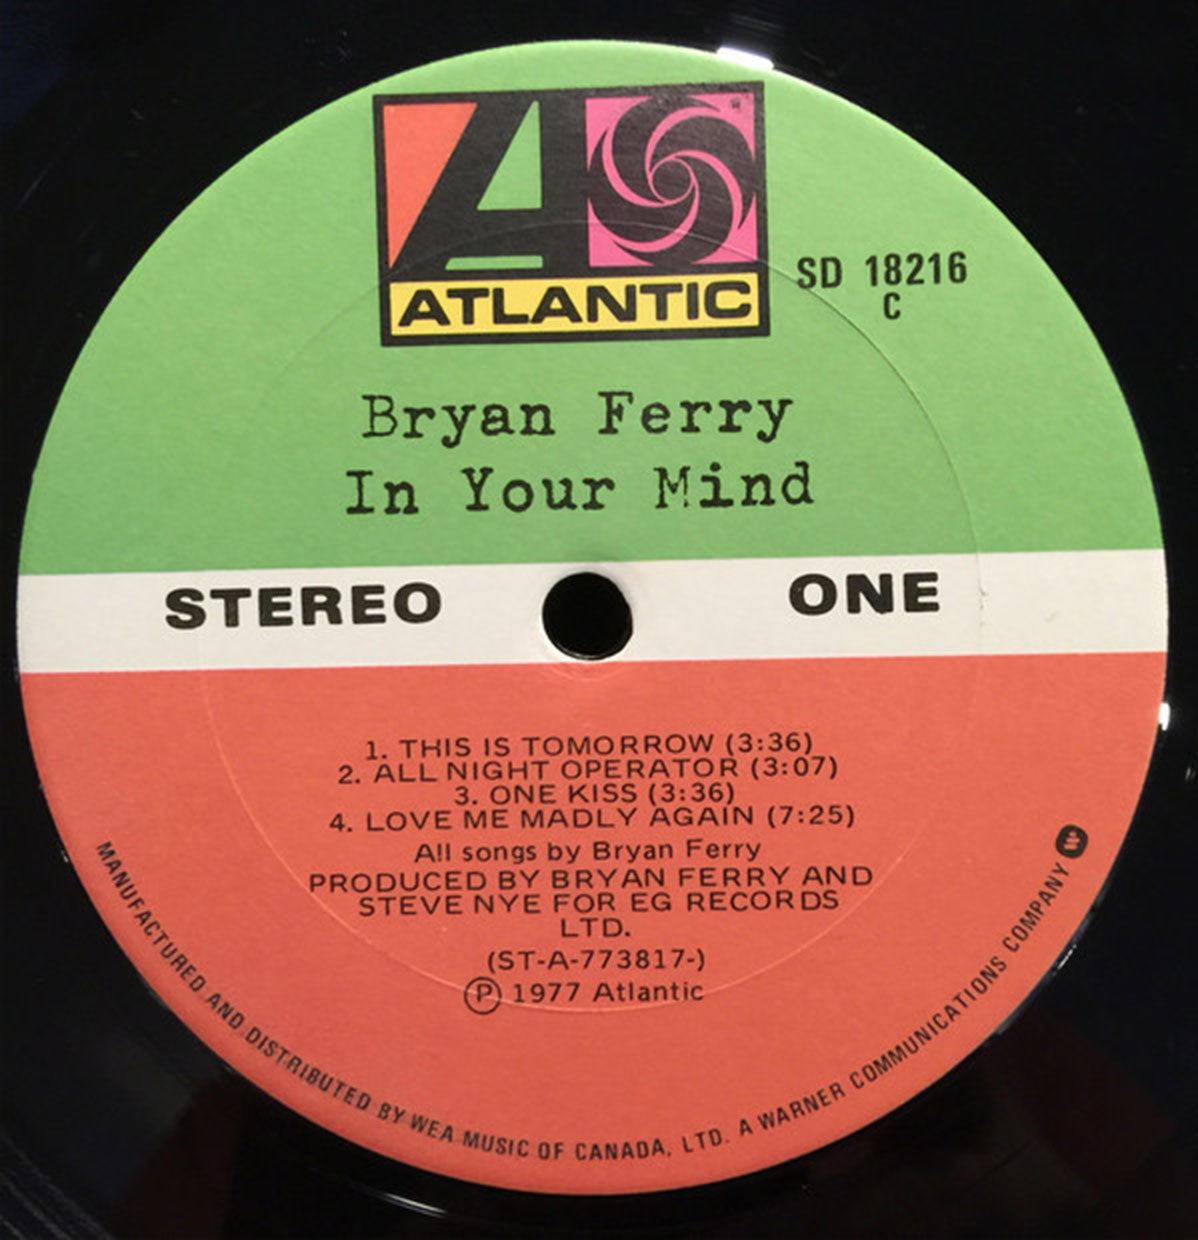 ATLANTIC
®
SD 18216
C
Bryan Ferry
In Your Mind
STEREO
ONE
1. THIS IS TOMORROW (3:36)
2. ALL NIGHT OPERATOR (3:07)
3. ONE KISS (3:36)
4. LOVE ME MADLY AGAIN (7:25)
All songs by Bryan Ferry
PRODUCED BY BRYAN FERRY AND
STEVE NYE FOR EG RECORDS
LTD.
(ST-A-773817-)
Ⓟ 1977 Atlantic
MANUFACTURED AND DISTRIBUTED BY WEA MUSIC OF CANADA, LTD. A WARNER COMMUNICATIONS COMPANY